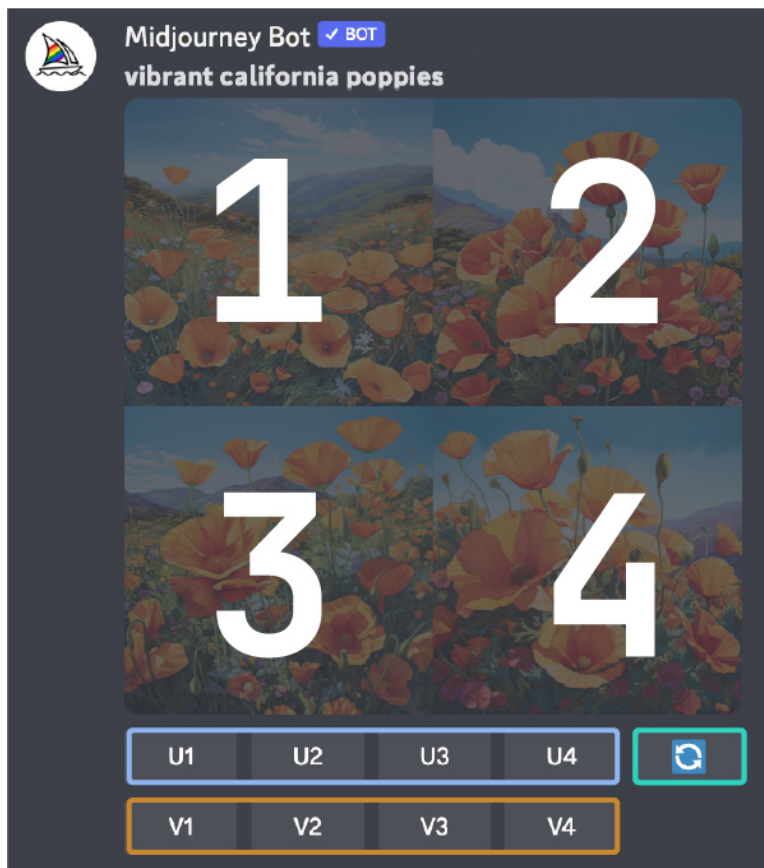 Midjourney Bot ✓ BOT
vibrant california poppies
1 2
3 4
U1 U2 U3 U4
V1 V2 V3 V4